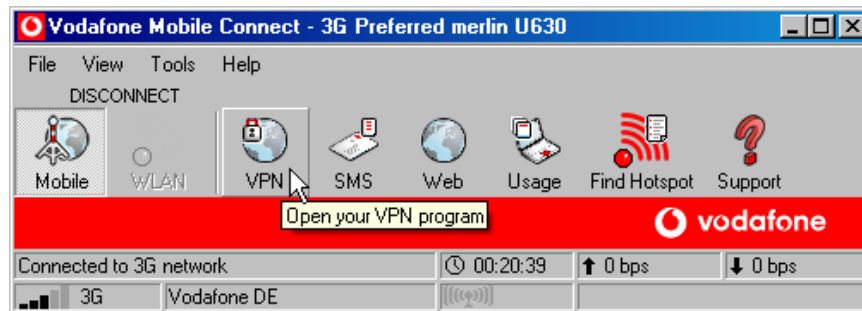 Vodafone Mobile Connect - 3G Preferred merlin U630
File View Tools Help
DISCONNECT
Mobile WLAN VPN SMS Web Usage Find Hotspot Support
Open your VPN program
vodafone
Connected to 3G network 00:20:39 0 bps 0 bps
3G Vodafone DE